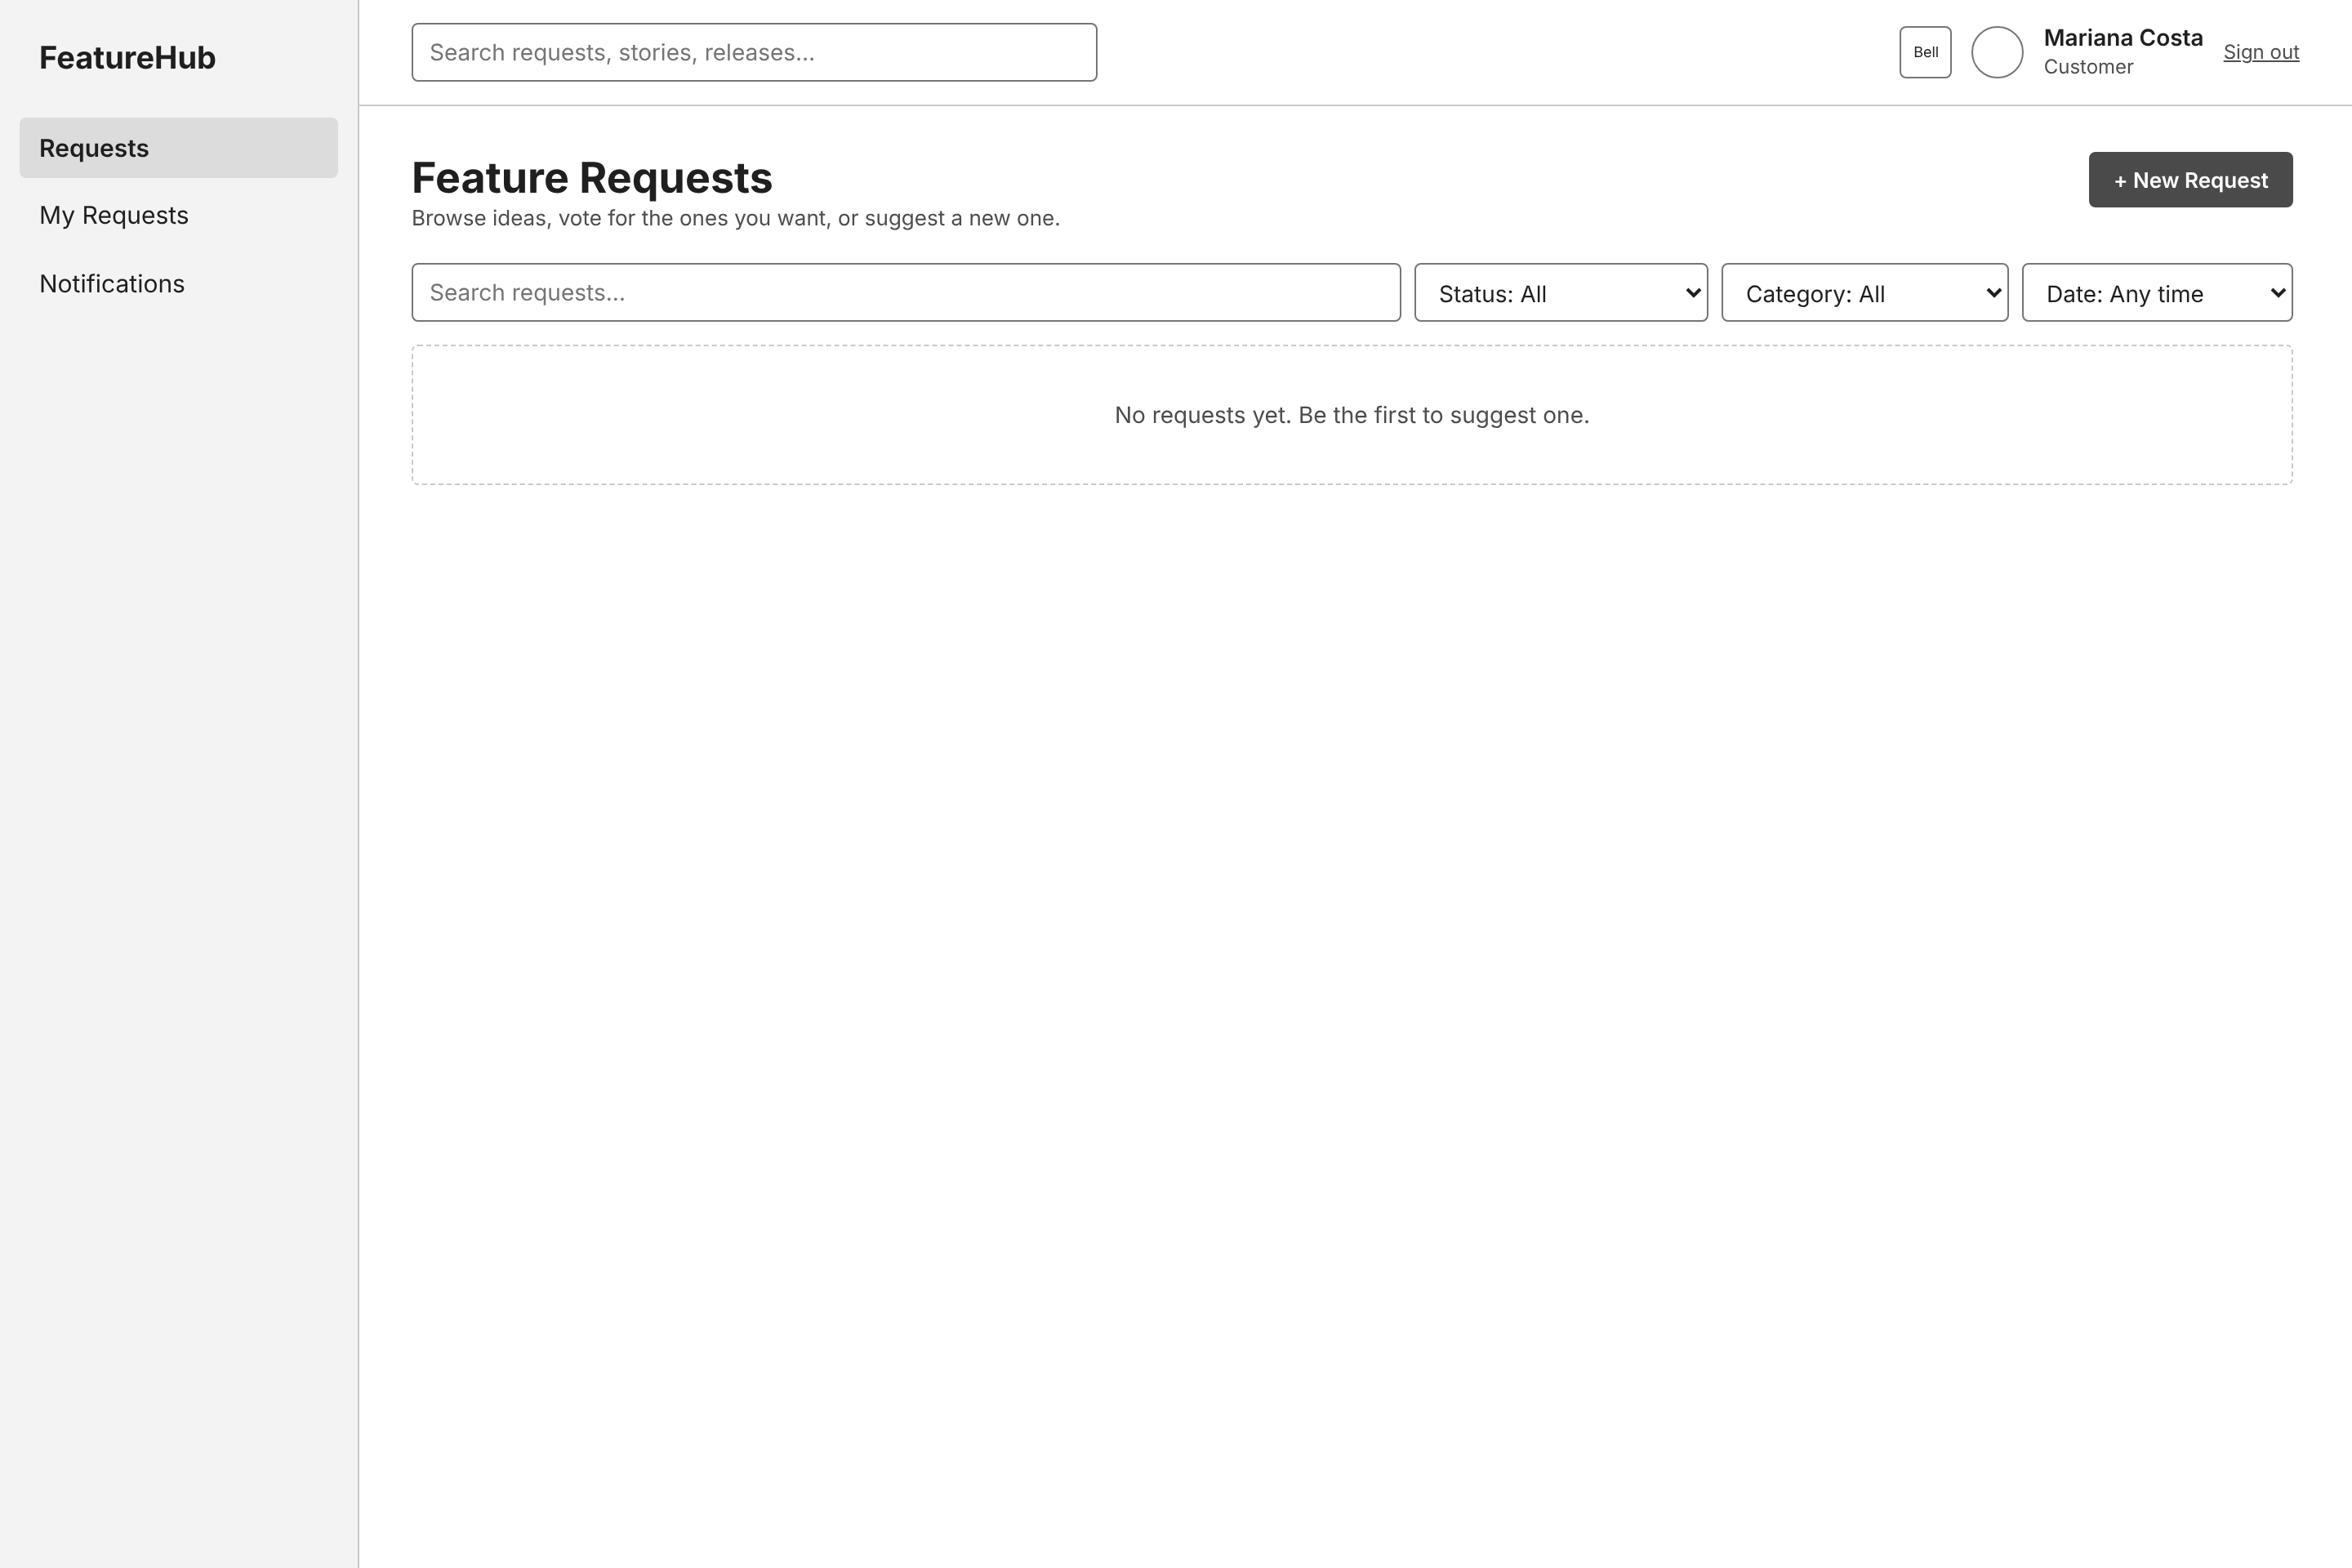 FeatureHub
Requests
My Requests
Notifications
Search requests, stories, releases...
Bell
Mariana Costa
Customer
Sign out
Feature Requests
Browse ideas, vote for the ones you want, or suggest a new one.
+ New Request
Search requests...
Status: All
Category: All
Date: Any time
No requests yet. Be the first to suggest one.